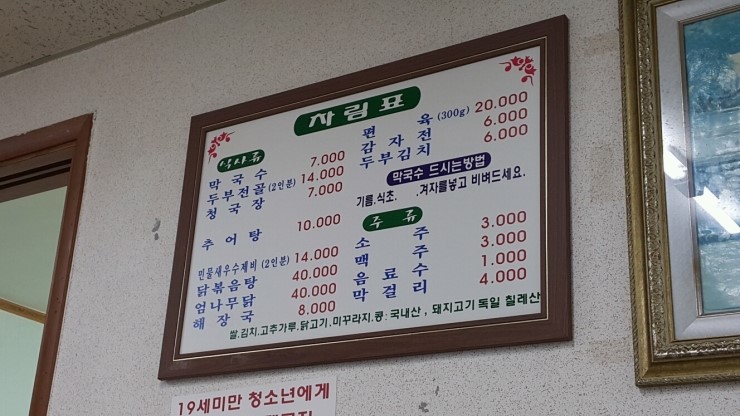 차림표
식사류
막국수 7.000
두부전골(2인분) 14.000
청국장 7.000
추어탕 10.000
민물새우수제비(2인분) 14.000
닭볶음탕 40.000
엄나무닭 40.000
해장국 8.000
편육(300g) 20.000
감자전 6.000
두부김치 6.000
막국수 드시는방법
기름.식초. .겨자를넣고 비벼드세요.
주류
소주 3.000
맥주 3.000
음료수 1.000
막걸리 4.000
쌀,김치,고추가루,닭고기,미꾸라지,콩: 국내산, 돼지고기 독일 칠레산
19세미만 청소년에게